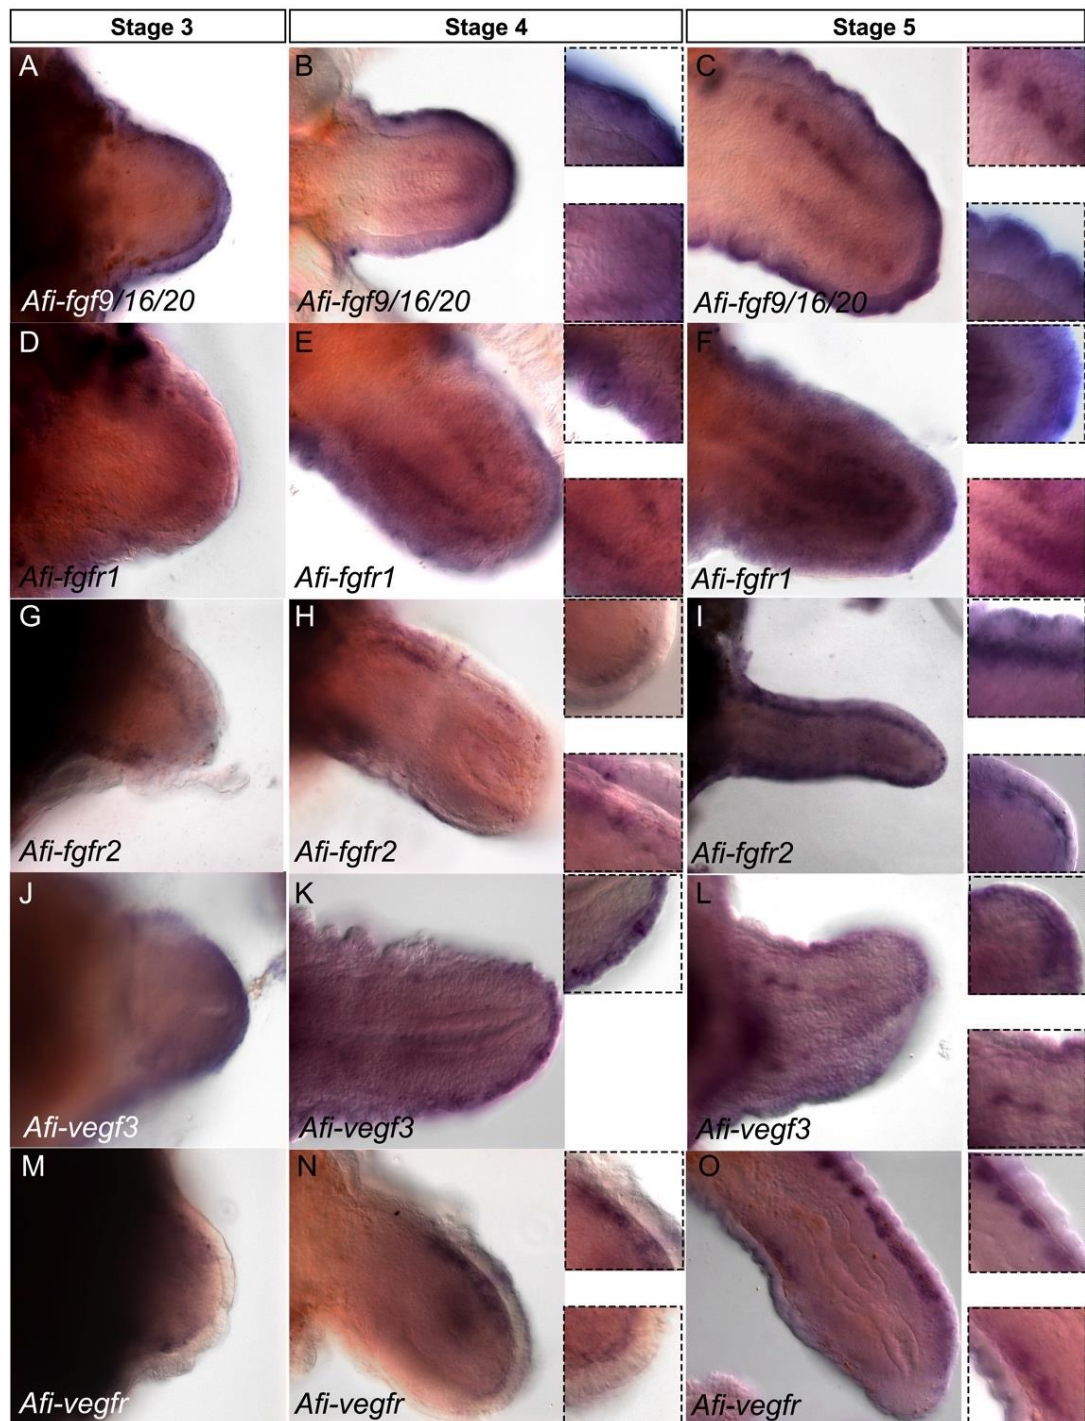 Stage 3 Stage 4 Stage 5
A B C
Afi-fgf9/16/20 Afi-fgf9/16/20 Afi-fgf9/16/20
D E F
Afi-fgfr1 Afi-fgfr1 Afi-fgfr1
G H I
Afi-fgfr2 Afi-fgfr2 Afi-fgfr2
J K L
Afi-vegf3 Afi-vegf3 Afi-vegf3
M N O
Afi-vegfr Afi-vegfr Afi-vegfr